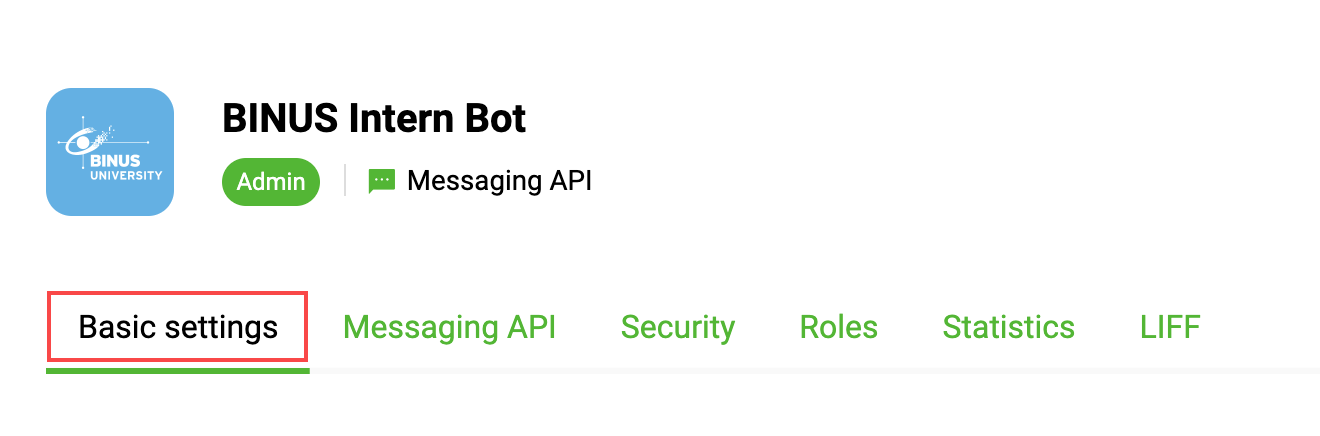 BINUS
UNIVERSITY
BINUS Intern Bot
Admin
Messaging API
Basic settings Messaging API Security Roles Statistics LIFF